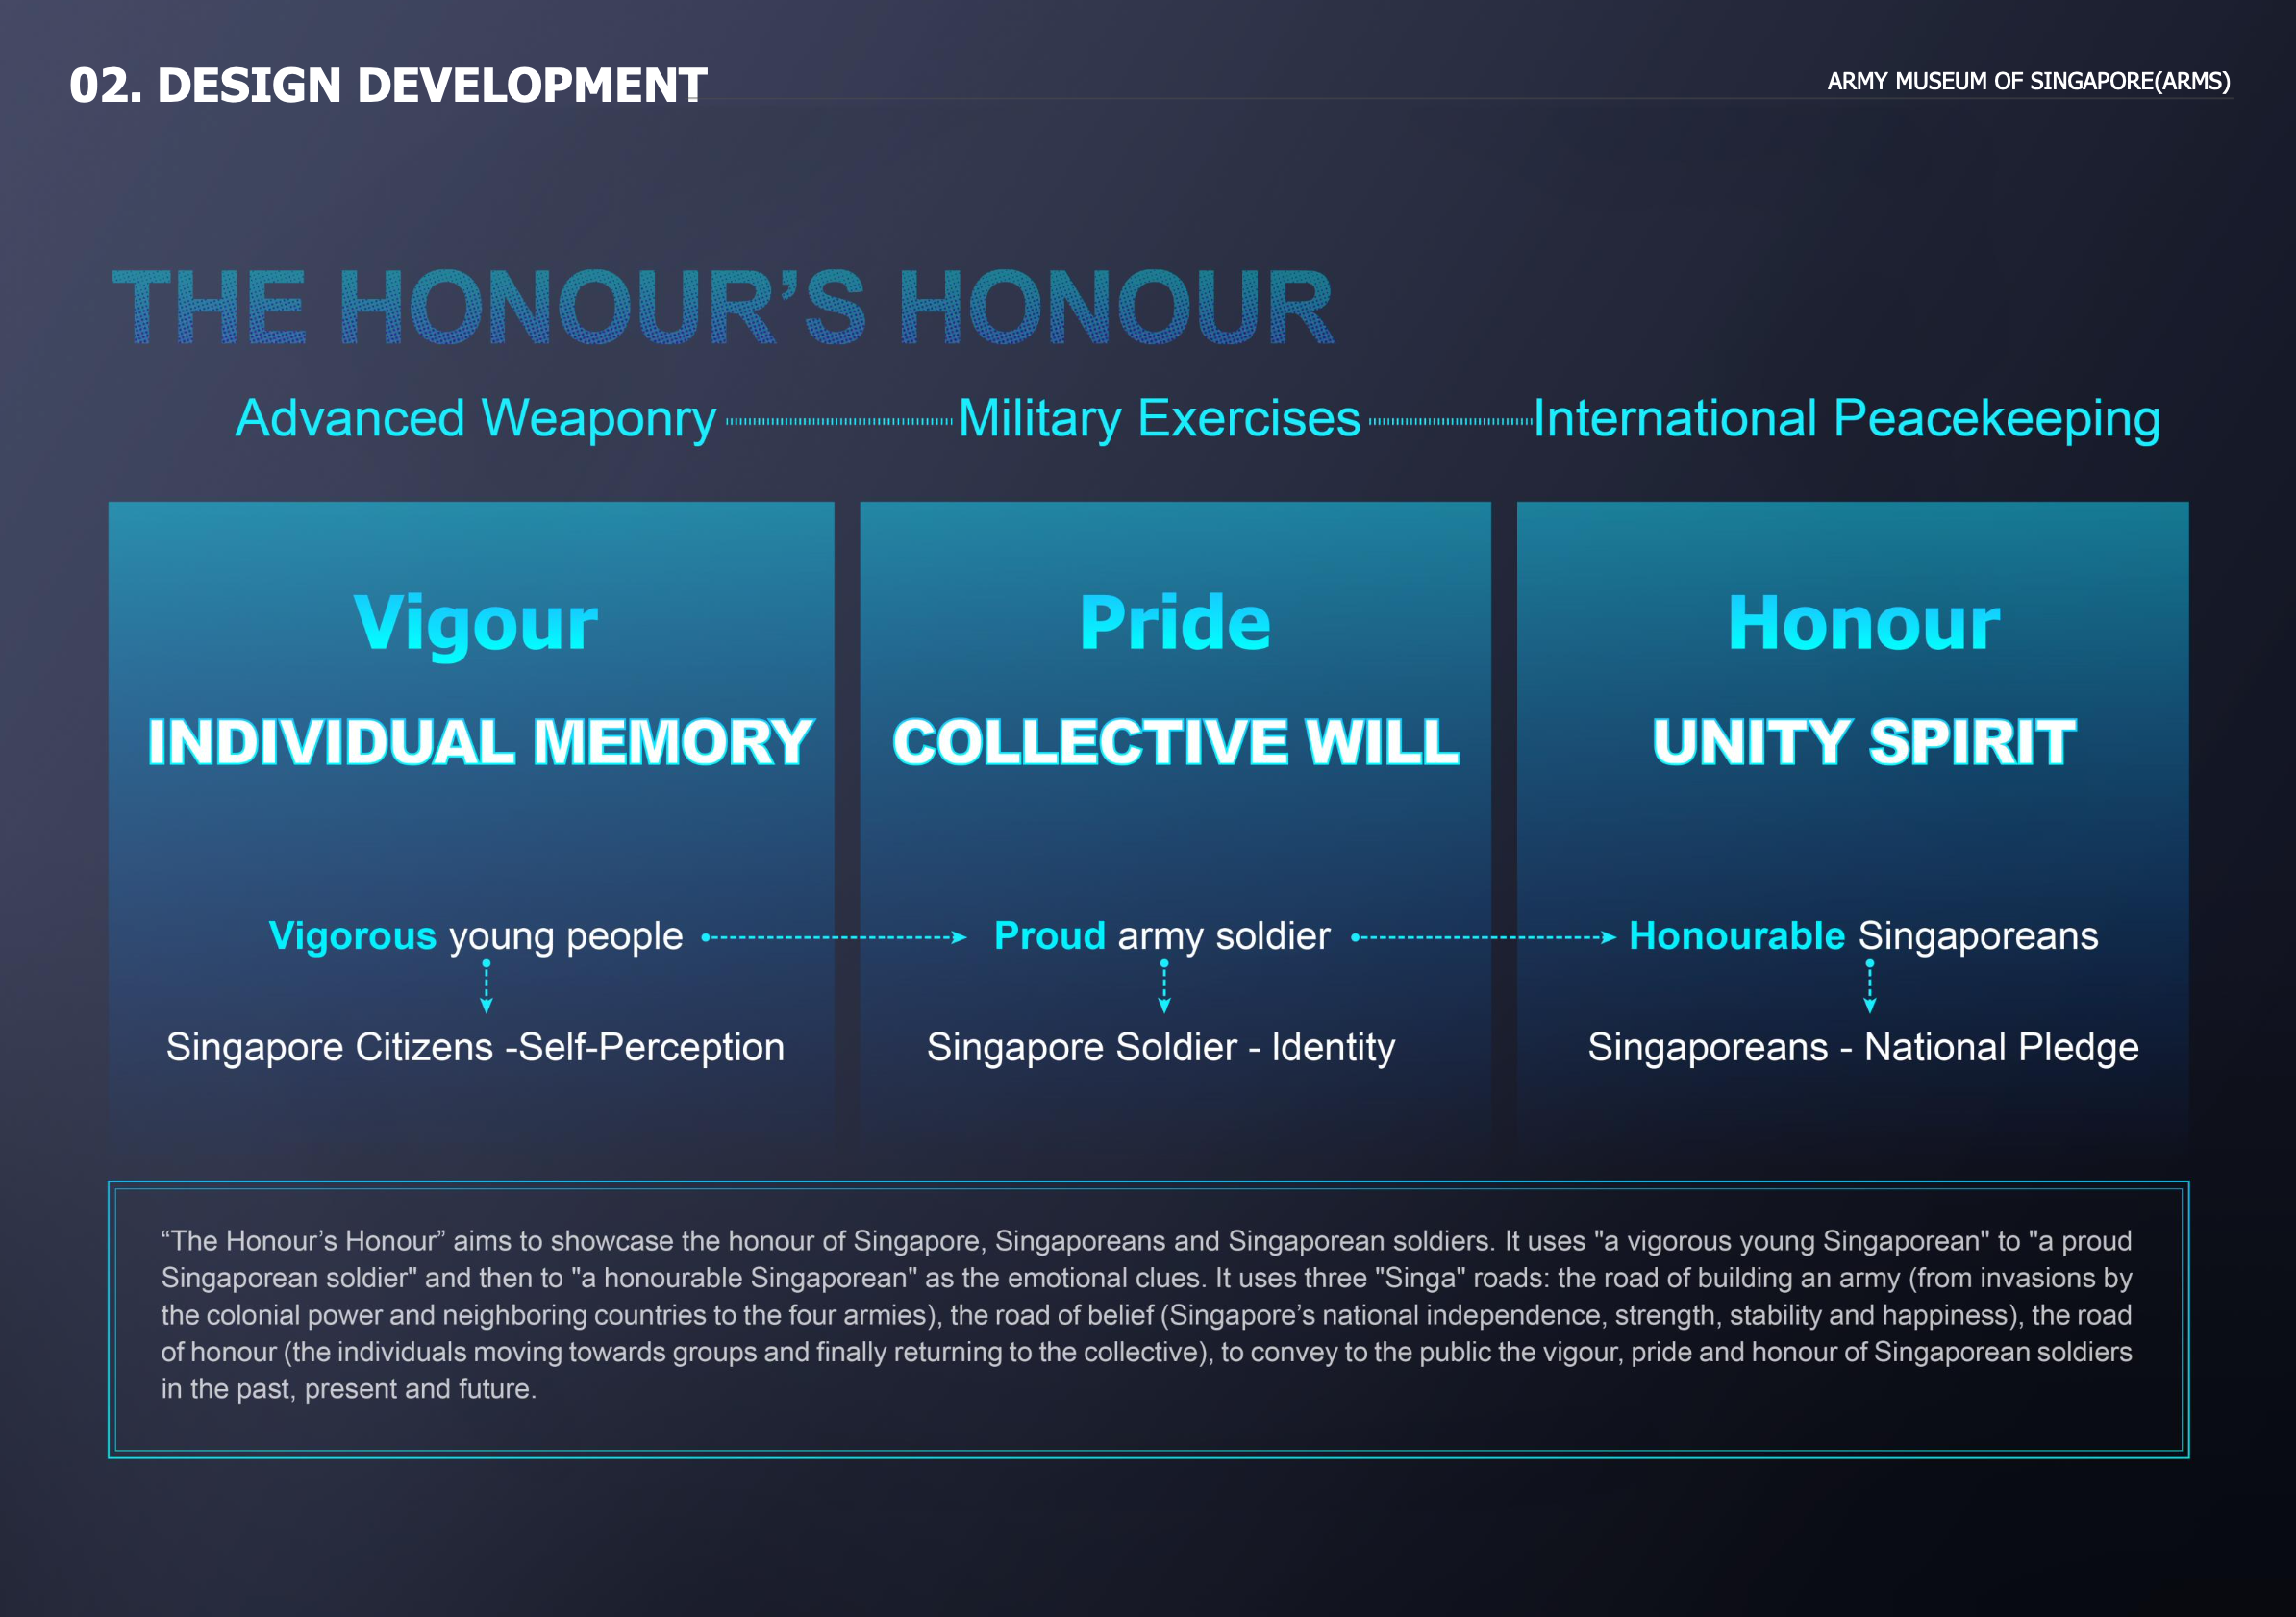 02. DESIGN DEVELOPMENT
ARMY MUSEUM OF SINGAPORE(ARMS)
THE HONOUR’S HONOUR
Advanced Weaponry
Military Exercises
International Peacekeeping
Vigour
INDIVIDUAL MEMORY
Vigorous young people
Singapore Citizens -Self-Perception
Pride
COLLECTIVE WILL
Proud army soldier
Singapore Soldier - Identity
Honour
UNITY SPIRIT
Honourable Singaporeans
Singaporeans - National Pledge
“The Honour’s Honour” aims to showcase the honour of Singapore, Singaporeans and Singaporean soldiers. It uses "a vigorous young Singaporean" to "a proud
Singaporean soldier" and then to "a honourable Singaporean" as the emotional clues. It uses three "Singa" roads: the road of building an army (from invasions by
the colonial power and neighboring countries to the four armies), the road of belief (Singapore’s national independence, strength, stability and happiness), the road
of honour (the individuals moving towards groups and finally returning to the collective), to convey to the public the vigour, pride and honour of Singaporean soldiers
in the past, present and future.